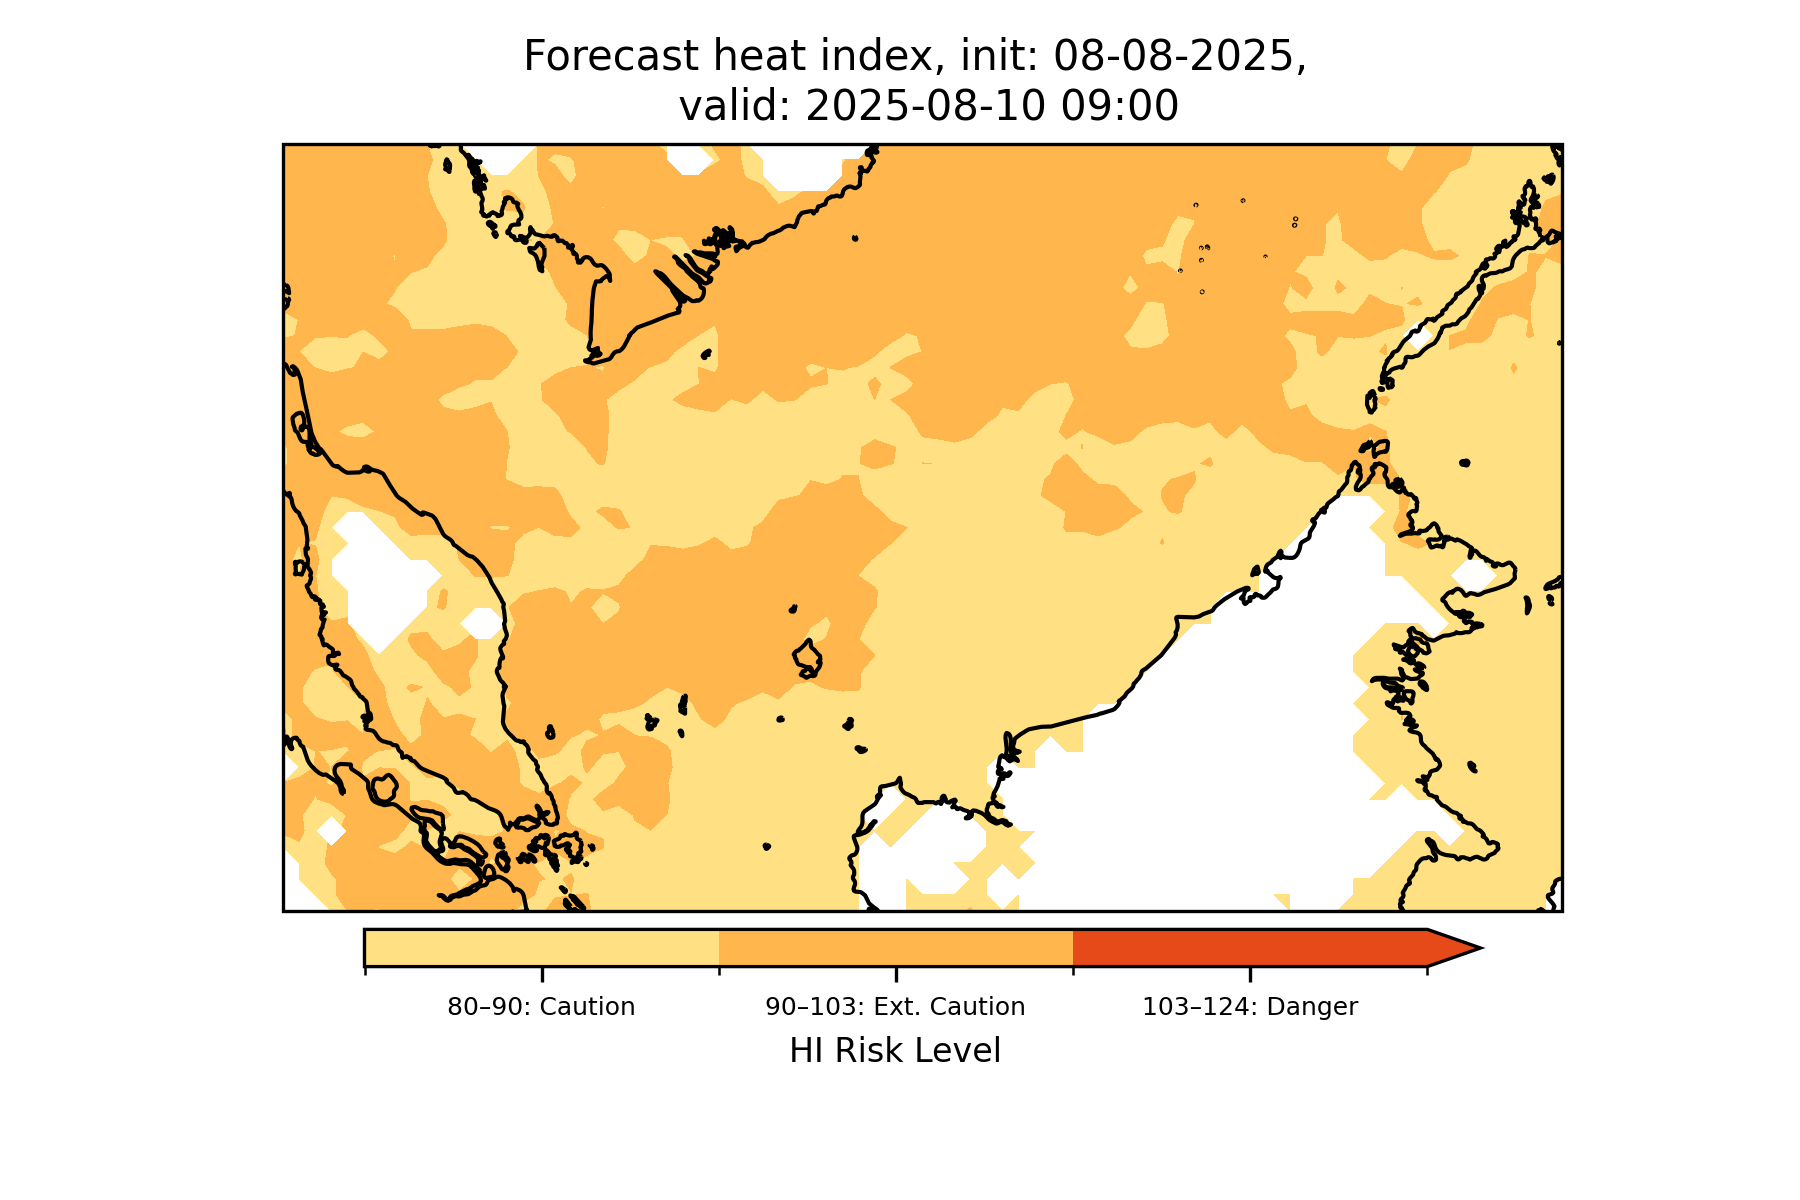 Forecast heat index, init: 08-08-2025,
valid: 2025-08-10 09:00
80–90: Caution
90–103: Ext. Caution
103–124: Danger
HI Risk Level